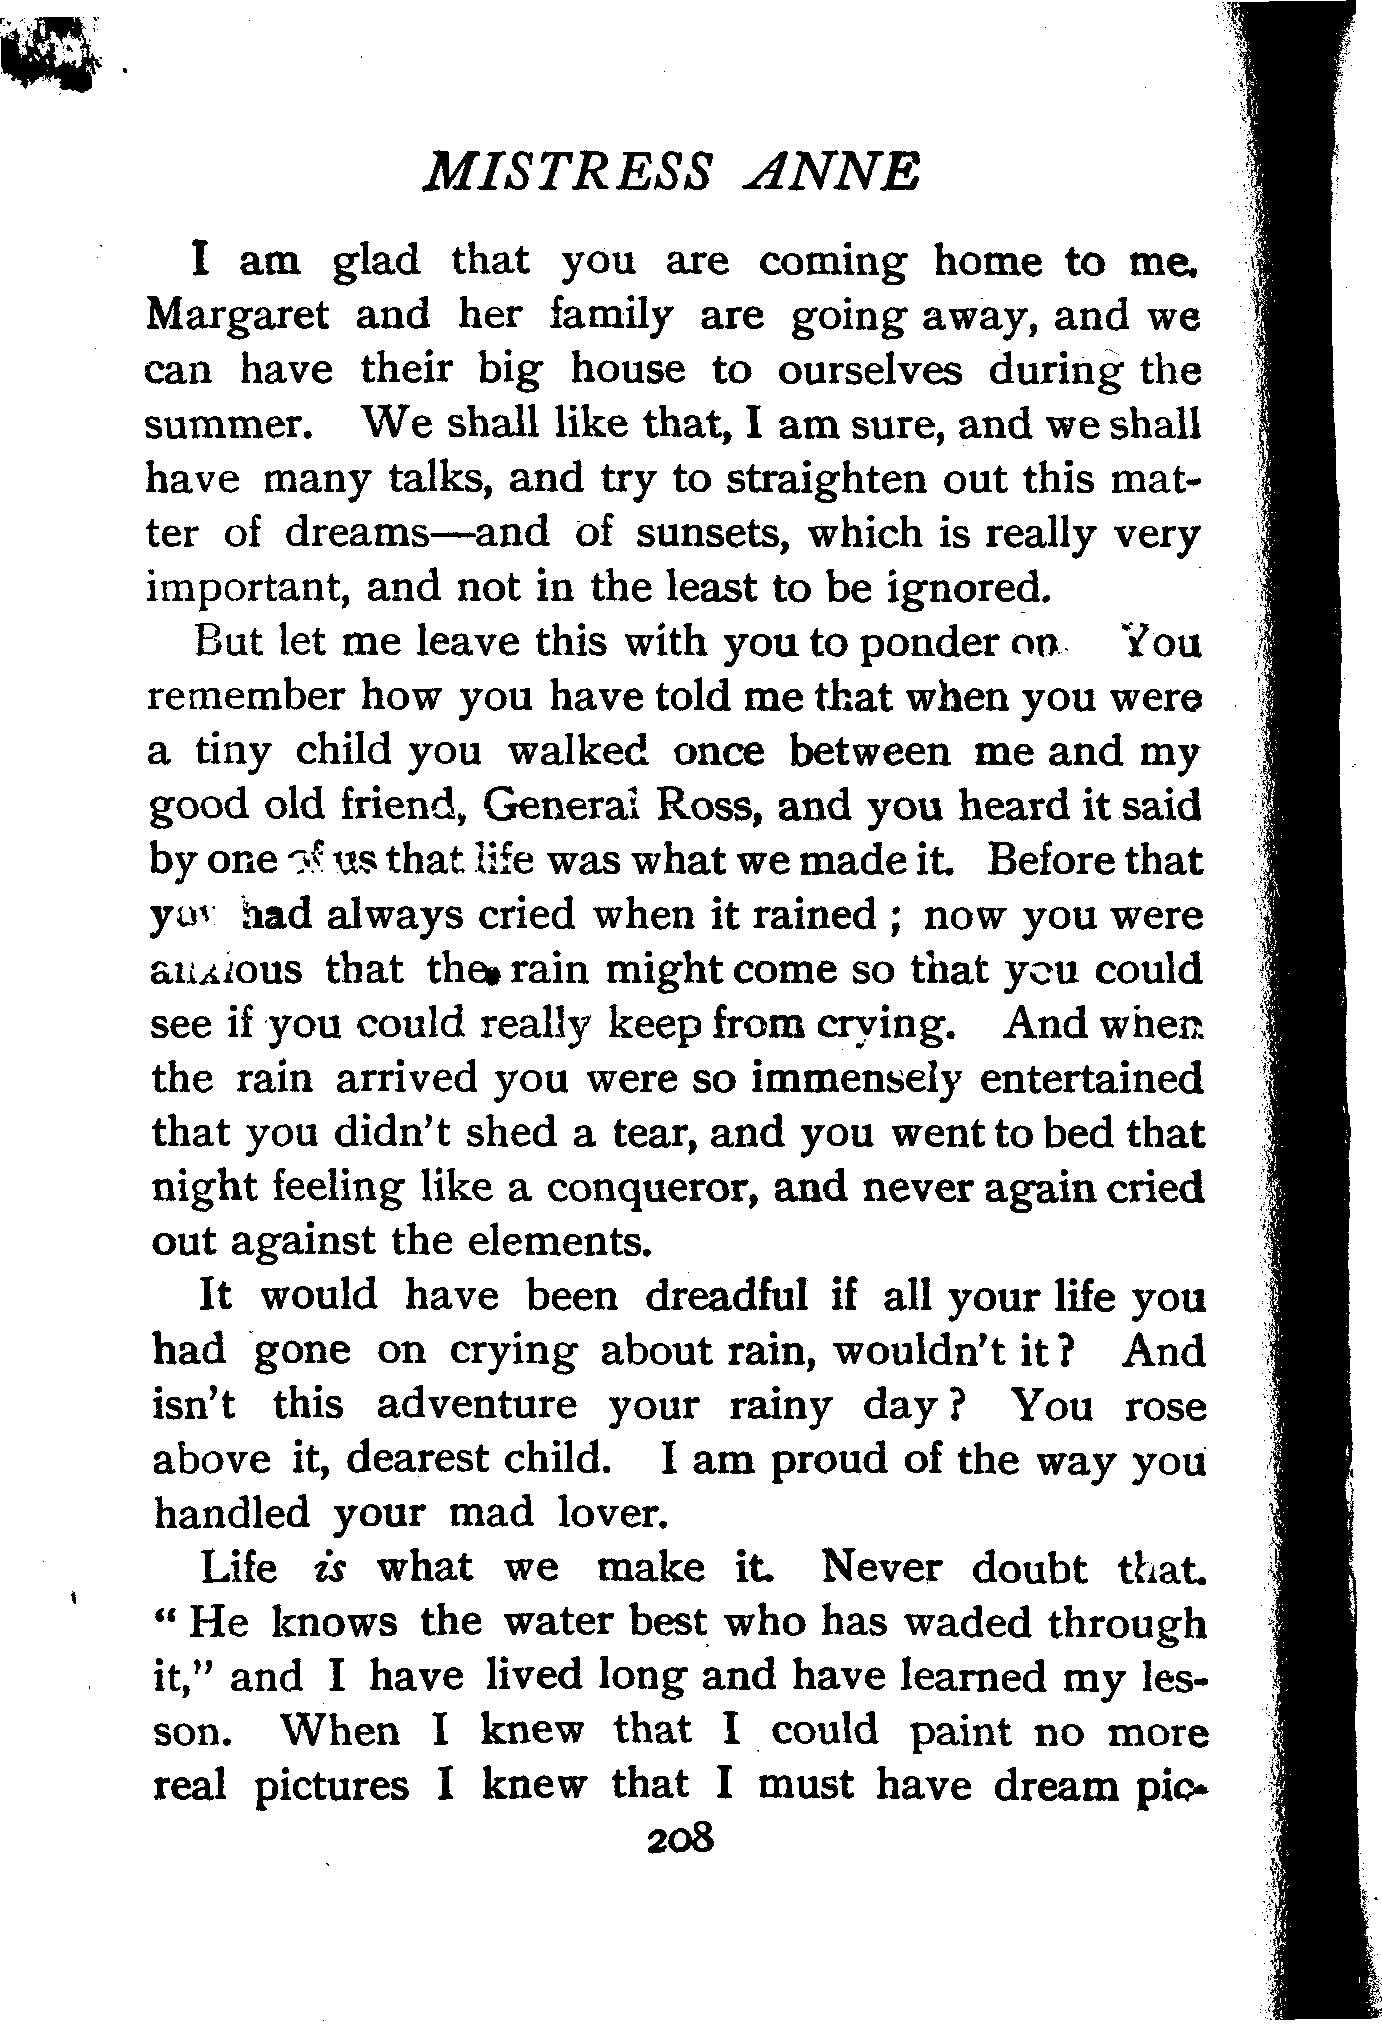 MISTRESS ANNE
I am glad that you are coming home to me.
Margaret and her family are going away, and we
can have their big house to ourselves during the
summer. We shall like that, I am sure, and we shall
have many talks, and try to straighten out this mat-
ter of dreams—and of sunsets, which is really very
important, and not in the least to be ignored.
But let me leave this with you to ponder on. You
remember how you have told me that when you were
a tiny child you walked once between me and my
good old friend, General Ross, and you heard it said
by one of us that life was what we made it. Before that
you had always cried when it rained ; now you were
anxious that the rain might come so that you could
see if you could really keep from crying. And when
the rain arrived you were so immensely entertained
that you didn't shed a tear, and you went to bed that
night feeling like a conqueror, and never again cried
out against the elements.
It would have been dreadful if all your life you
had gone on crying about rain, wouldn't it ? And
isn't this adventure your rainy day ? You rose
above it, dearest child. I am proud of the way you
handled your mad lover.
Life is what we make it. Never doubt that.
“ He knows the water best who has waded through
it,” and I have lived long and have learned my les-
son. When I knew that I could paint no more
real pictures I knew that I must have dream pic-
208